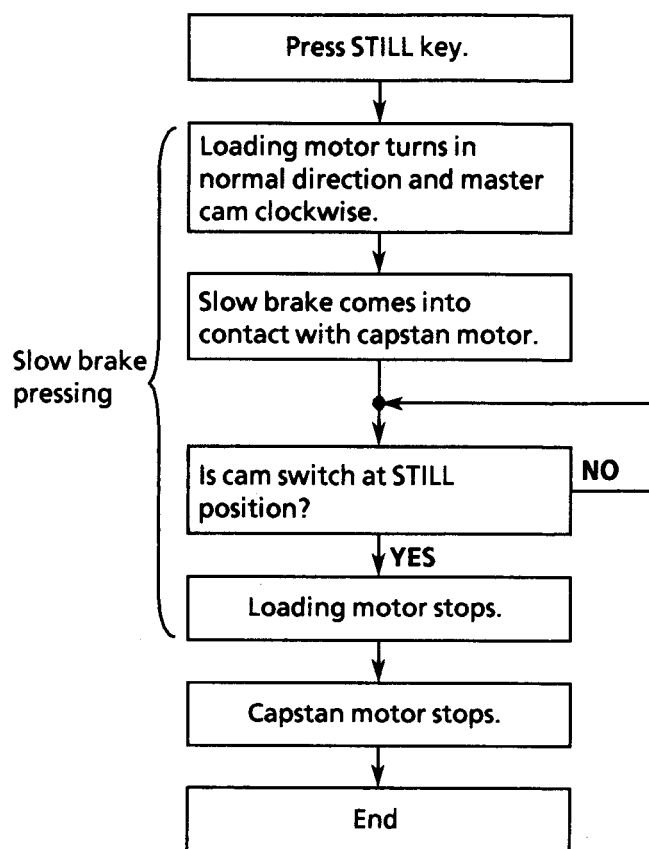 Press STILL key.
Loading motor turns in
normal direction and master
cam clockwise.
Slow brake comes into
contact with capstan motor.
Slow brake
pressing
Is cam switch at STILL
position?
NO
YES
Loading motor stops.
Capstan motor stops.
End